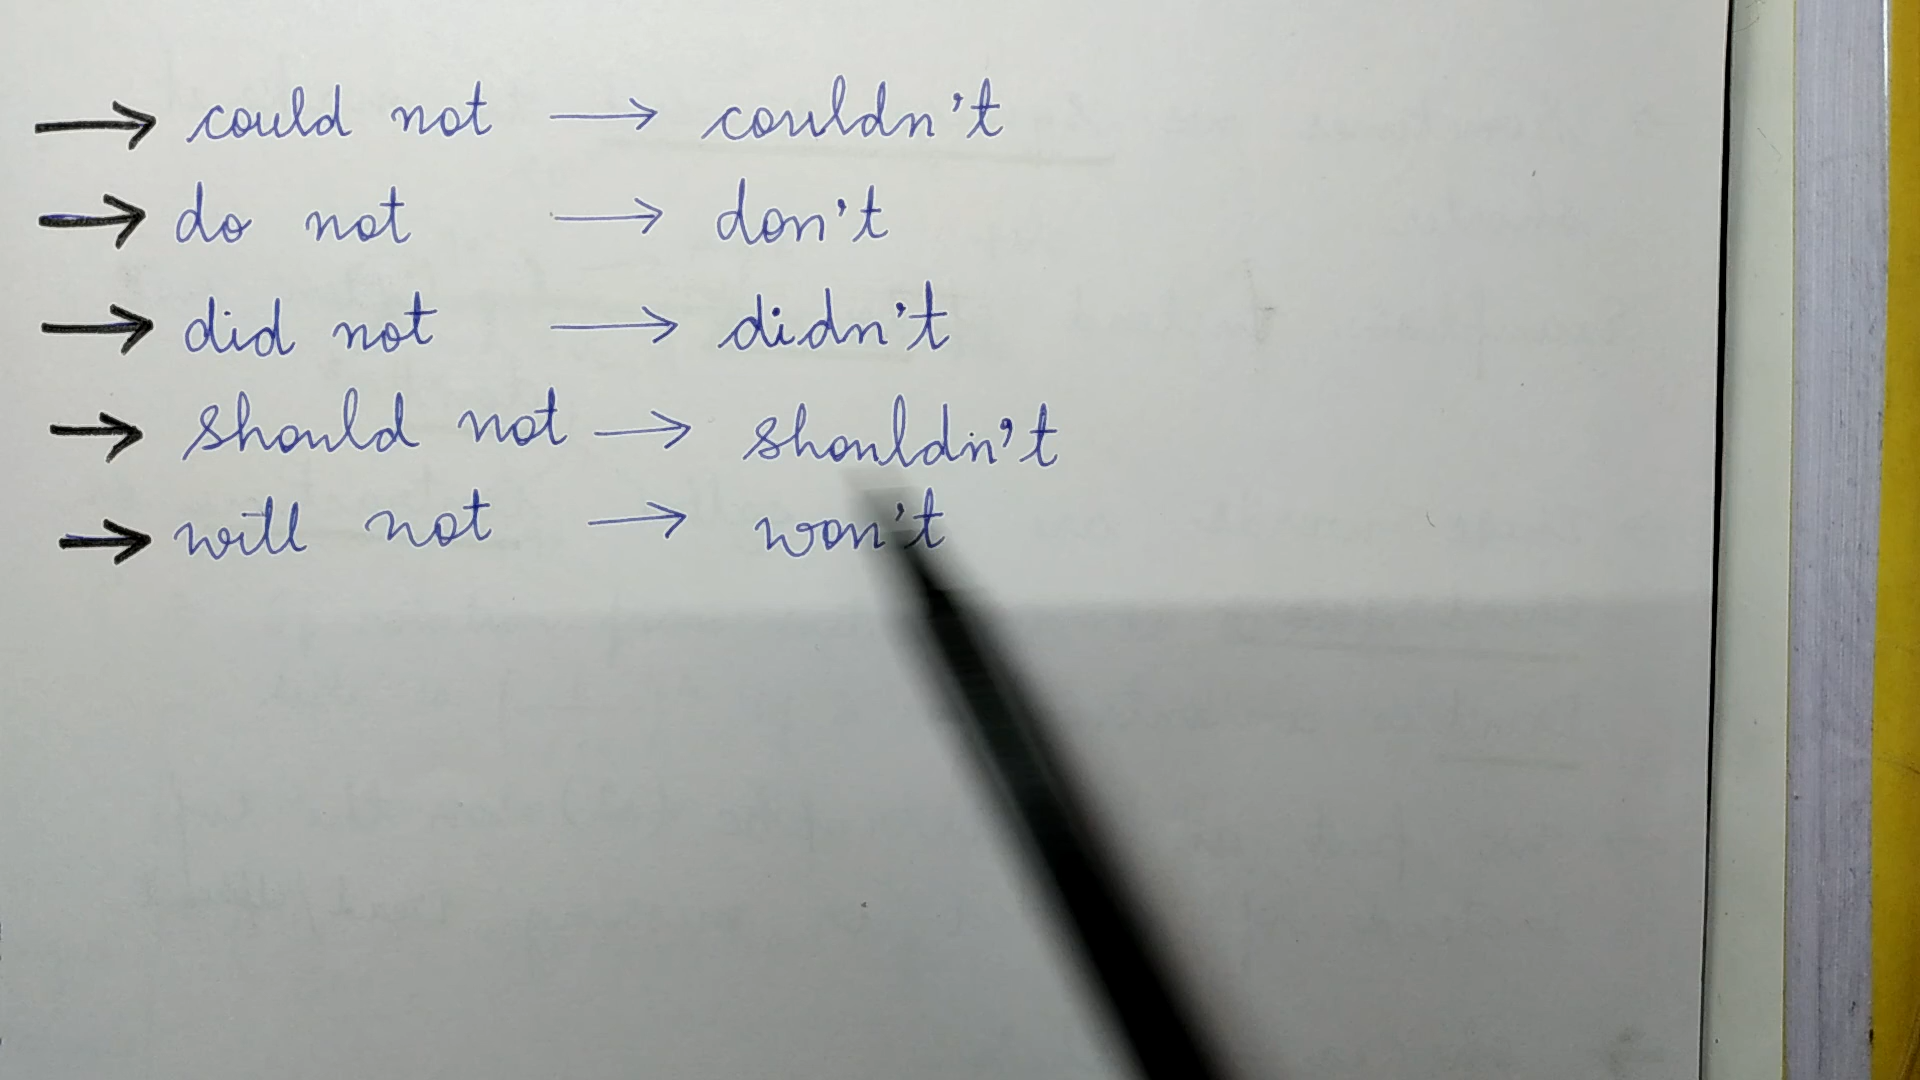 → could not → couldn't
→ do not → don't
→ did not → didn't
→ should not → shouldn't
→ will not → won't